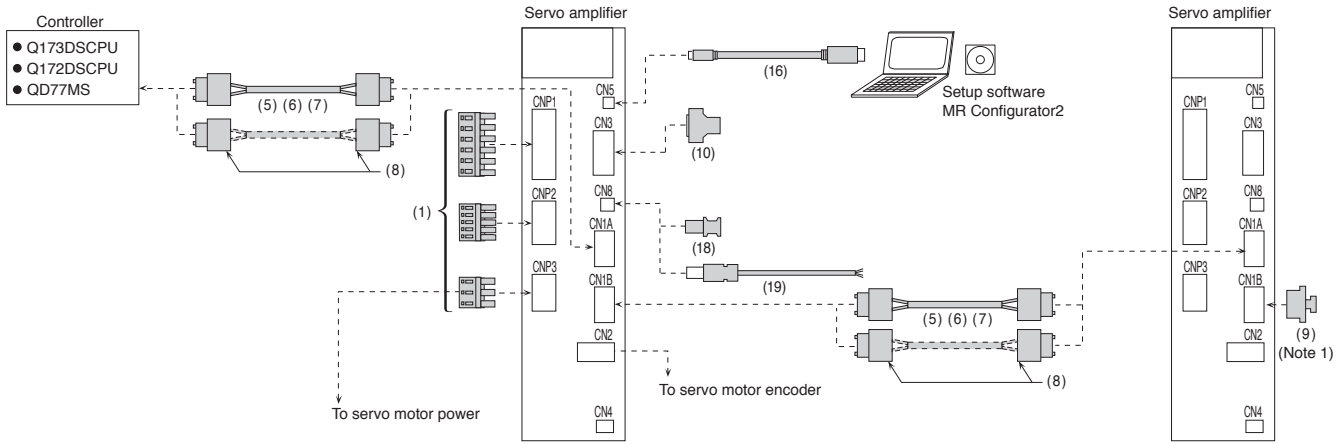 Controller
● Q173DSCPU
● Q172DSCPU
● QD77MS
(5) (6) (7)
(8)
Servo amplifier
CNP1
CNP2
CNP3
CN5
CN3
CN8
CN1A
CN1B
CN2
CN4
(1)
To servo motor power
To servo motor encoder
(16)
Setup software
MR Configurator2
(10)
(18)
(19)
(5) (6) (7)
(8)
Servo amplifier
CNP1
CNP2
CNP3
CN5
CN3
CN8
CN1A
CN1B
CN2
CN4
(9)
(Note 1)